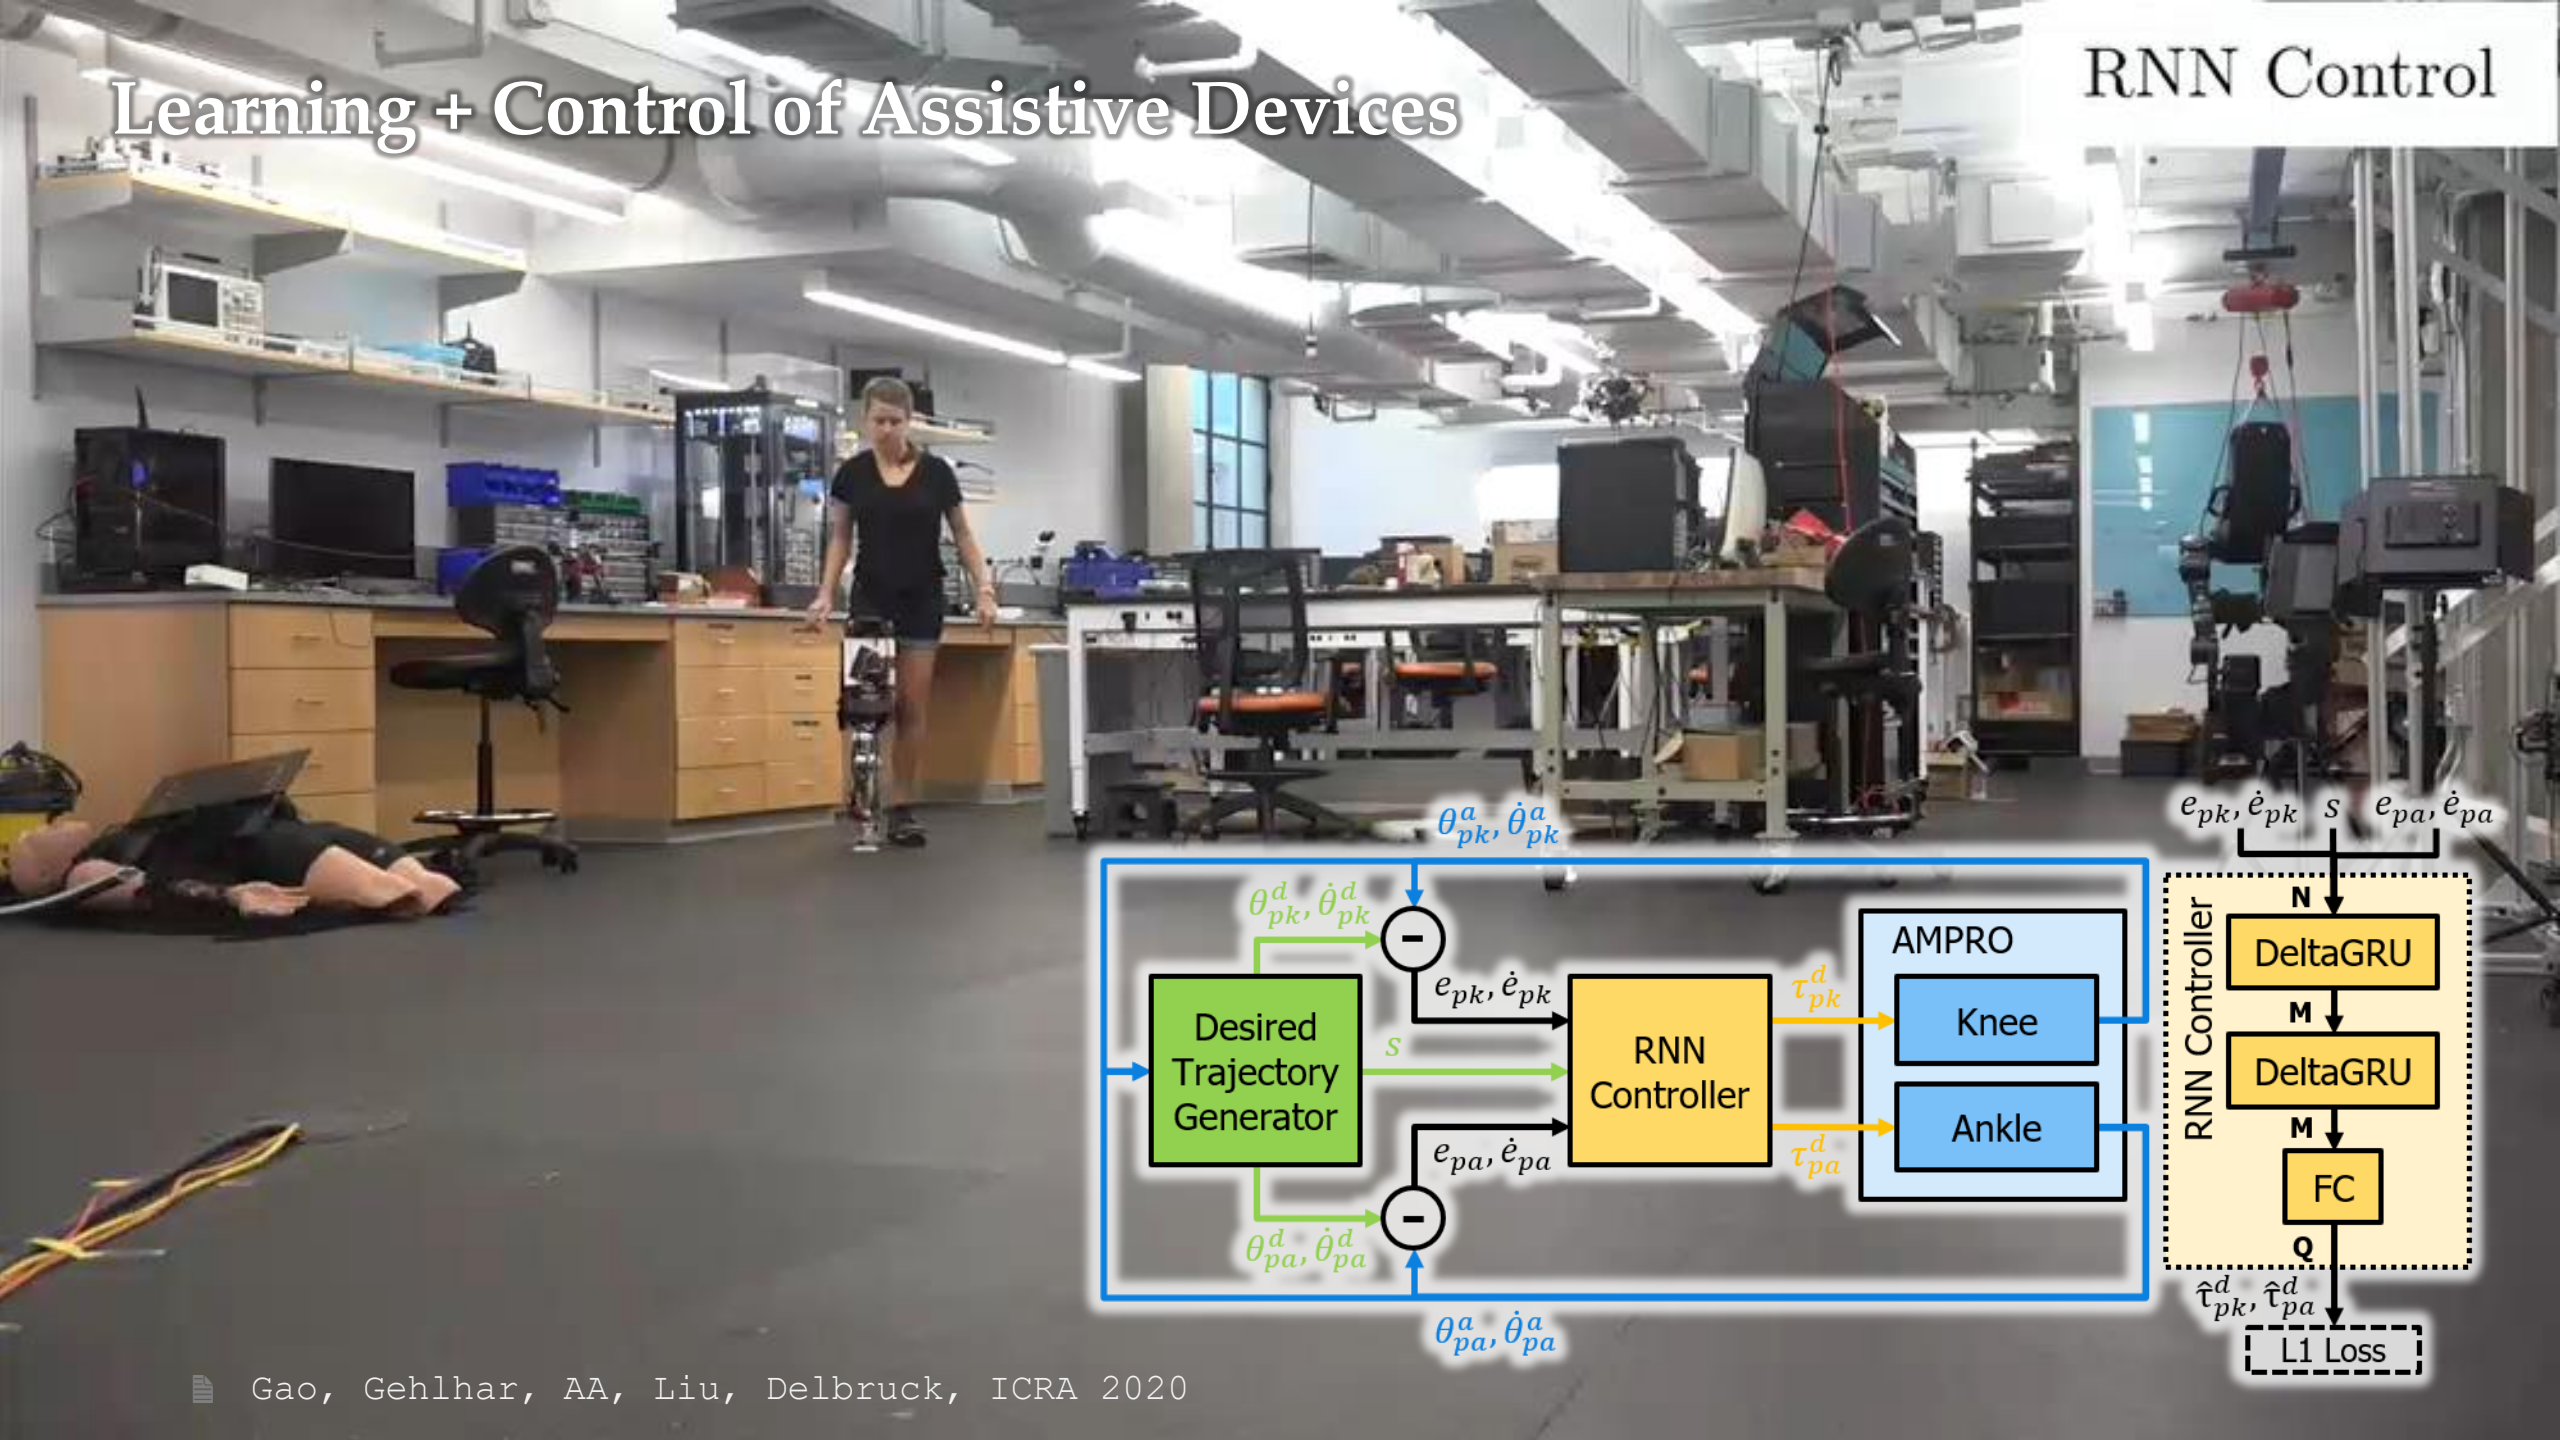 Learning + Control of Assistive Devices
RNN Control
θ^a_pk, θ̇^a_pk
θ^d_pk, θ̇^d_pk
-
e_pk, ė_pk
Desired
Trajectory
Generator
s
RNN
Controller
τ^d_pk
τ^d_pa
AMPRO
Knee
Ankle
e_pa, ė_pa
-
θ^d_pa, θ̇^d_pa
θ^a_pa, θ̇^a_pa
e_pk, ė_pk s e_pa, ė_pa
RNN Controller
N
DeltaGRU
M
DeltaGRU
M
FC
Q
τ̂^d_pk, τ̂^d_pa
L1 Loss
Gao, Gehlhar, AA, Liu, Delbruck, ICRA 2020